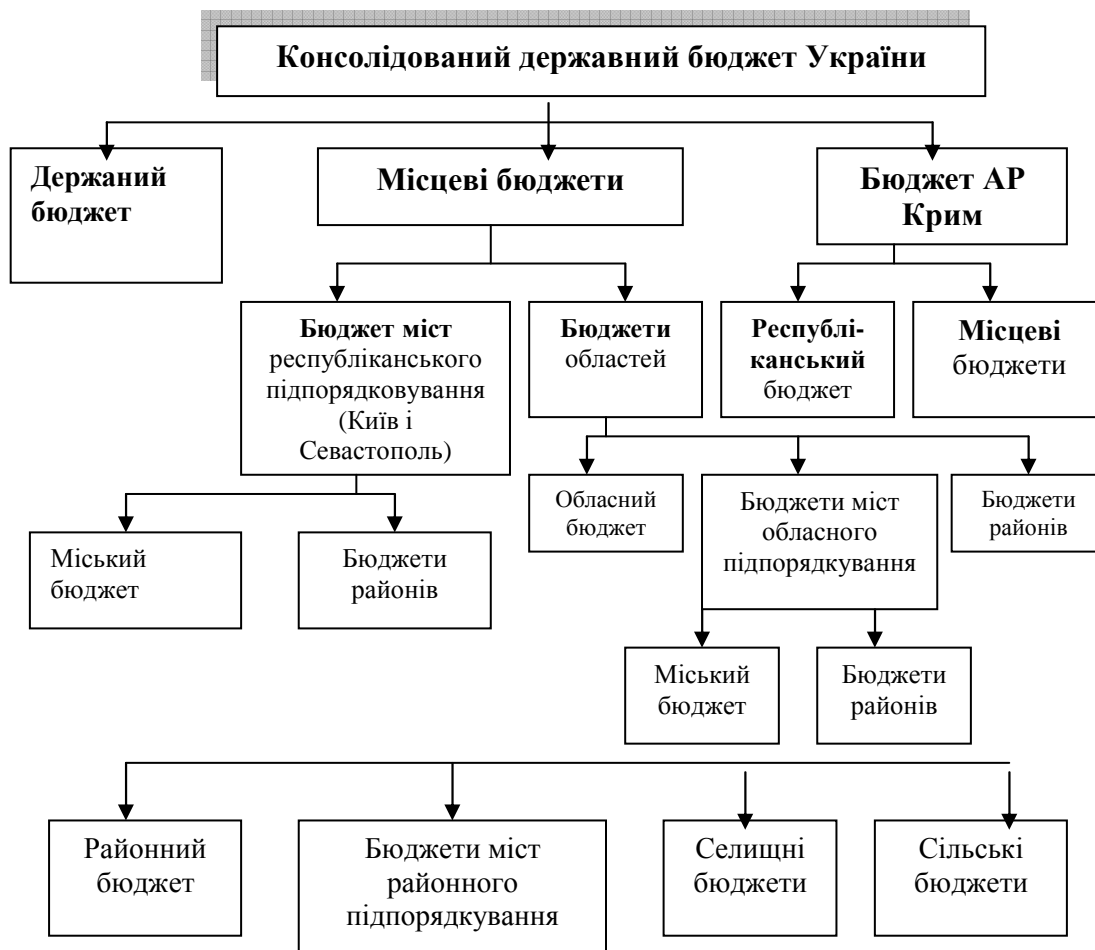 Консолідований державний бюджет України
Держаний
бюджет
Місцеві бюджети
Бюджет АР
Крим
Бюджет міст
республіканського
підпорядковування
(Київ і
Севастополь)
Бюджети
областей
Республі-
канський
бюджет
Місцеві
бюджети
Обласний
бюджет
Бюджети міст
обласного
підпорядкування
Бюджети
районів
Міський
бюджет
Бюджети
районів
Міський
бюджет
Бюджети
районів
Районний
бюджет
Бюджети міст
районного
підпорядкування
Селищні
бюджети
Сільські
бюджети